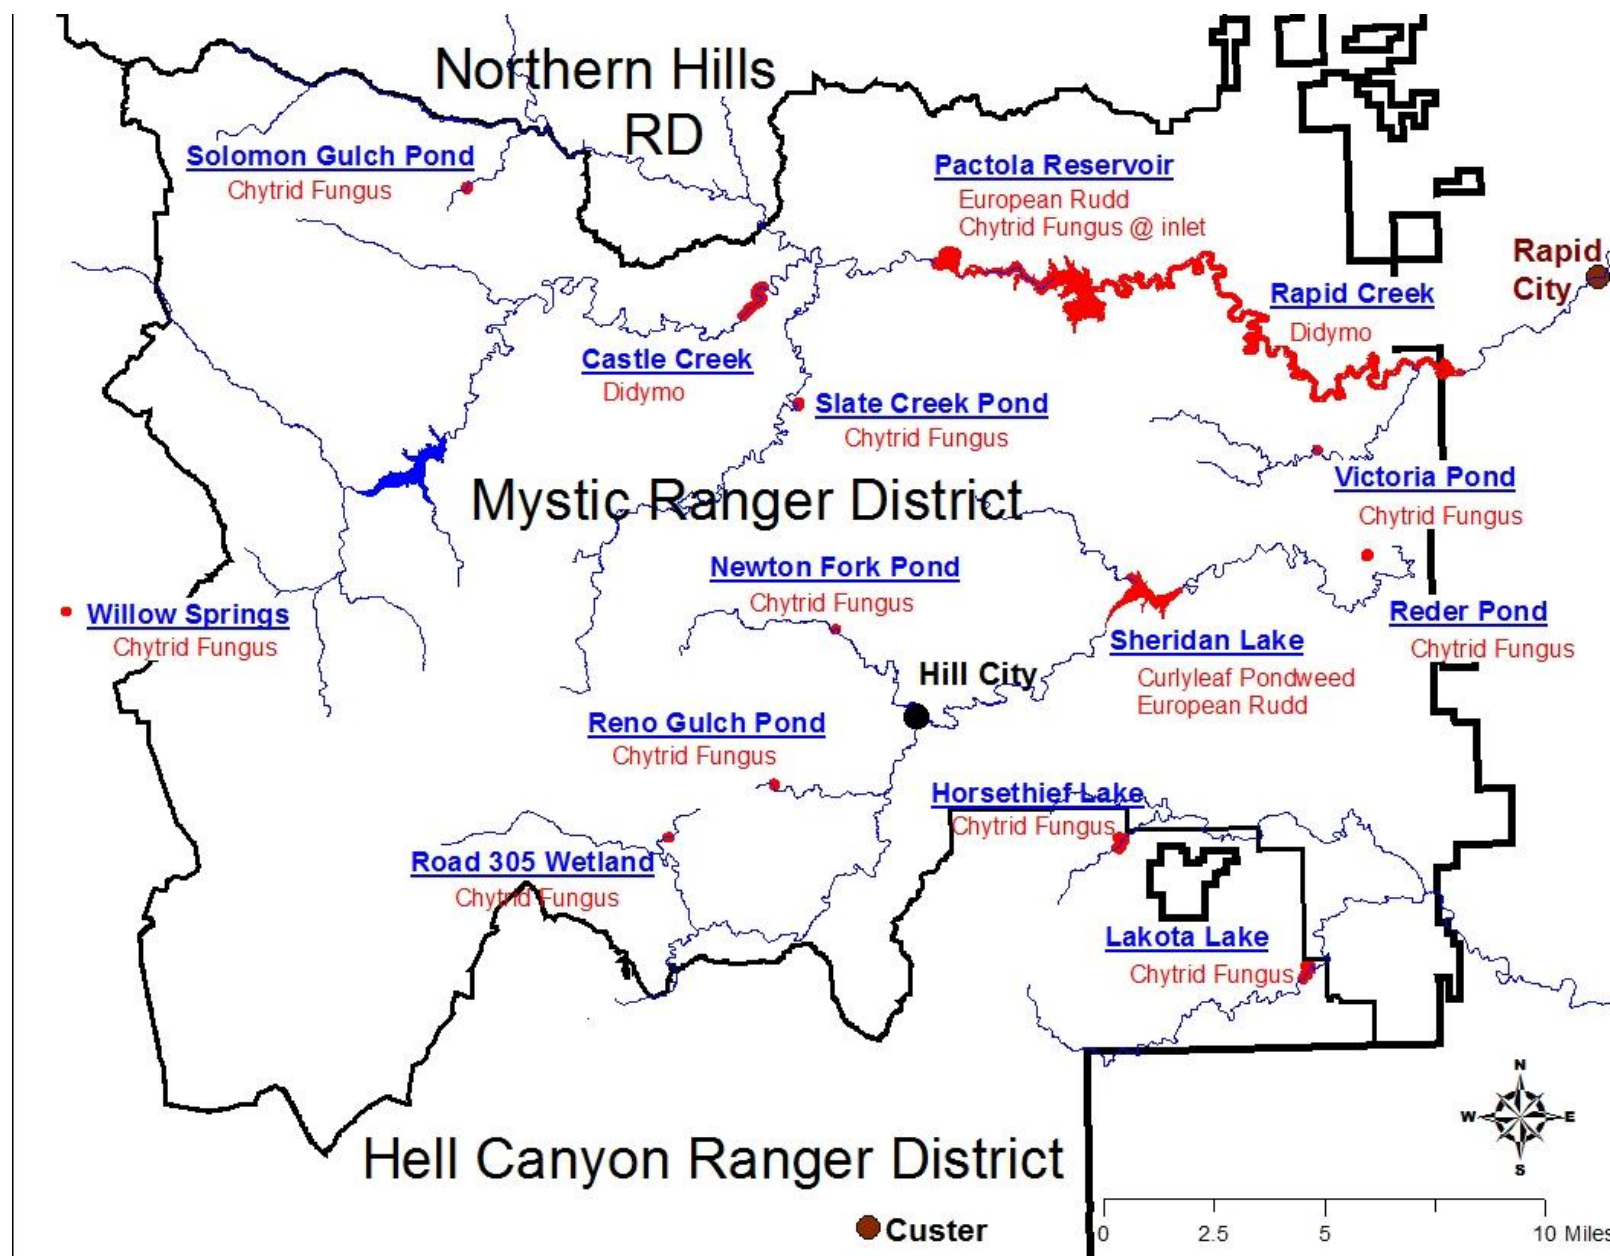 Northern Hills
RD
Solomon Gulch Pond
Chytrid Fungus
Pactola Reservoir
European Rudd
Chytrid Fungus @ inlet
Rapid
City
Rapid Creek
Didymo
Castle Creek
Didymo
Slate Creek Pond
Chytrid Fungus
Mystic Ranger District
Victoria Pond
Chytrid Fungus
Newton Fork Pond
Chytrid Fungus
Willow Springs
Chytrid Fungus
Reder Pond
Chytrid Fungus
Sheridan Lake
Curlyleaf Pondweed
European Rudd
Hill City
Reno Gulch Pond
Chytrid Fungus
Horsethief Lake
Chytrid Fungus
Road 305 Wetland
Chytrid Fungus
Lakota Lake
Chytrid Fungus
N
W E
S
Hell Canyon Ranger District
Custer
0 2.5 5 10 Miles